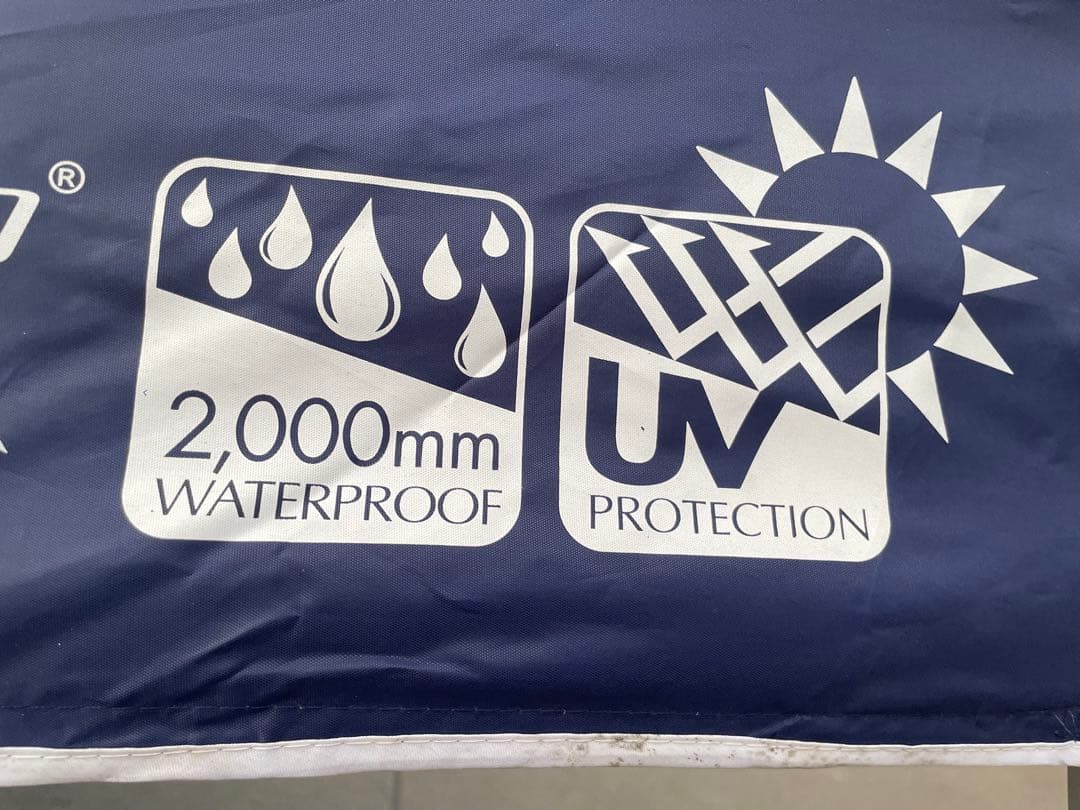 ®
2,000mm
WATERPROOF
UV
PROTECTION